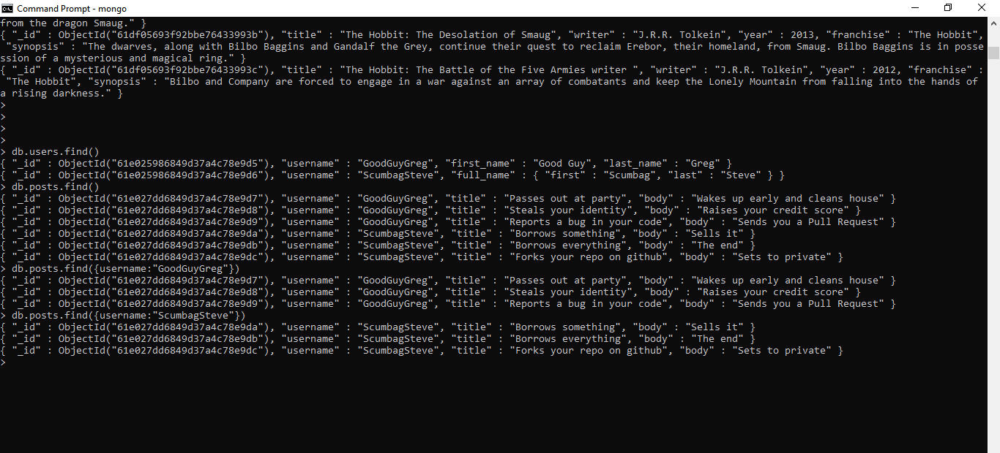 Command Prompt - mongo
from the dragon Smaug." }
{ "_id" : ObjectId("61df05693f92bbe76433993b"), "title" : "The Hobbit: The Desolation of Smaug", "writer" : "J.R.R. Tolkein", "year" : 2013, "franchise" : "The Hobbit",
"synopsis" : "The dwarves, along with Bilbo Baggins and Gandalf the Grey, continue their quest to reclaim Erebor, their homeland, from Smaug. Bilbo Baggins is in posse
ssion of a mysterious and magical ring." }
{ "_id" : ObjectId("61df05693f92bbe76433993c"), "title" : "The Hobbit: The Battle of the Five Armies writer ", "writer" : "J.R.R. Tolkein", "year" : 2012, "franchise" :
"The Hobbit", "synopsis" : "Bilbo and Company are forced to engage in a war against an array of combatants and keep the Lonely Mountain from falling into the hands of
a rising darkness." }
>
>
>
>
> db.users.find()
{ "_id" : ObjectId("61e025986849d37a4c78e9d5"), "username" : "GoodGuyGreg", "first_name" : "Good Guy", "last_name" : "Greg" }
{ "_id" : ObjectId("61e025986849d37a4c78e9d6"), "username" : "ScumbagSteve", "full_name" : { "first" : "Scumbag", "last" : "Steve" } }
> db.posts.find()
{ "_id" : ObjectId("61e027dd6849d37a4c78e9d7"), "username" : "GoodGuyGreg", "title" : "Passes out at party", "body" : "Wakes up early and cleans house" }
{ "_id" : ObjectId("61e027dd6849d37a4c78e9d8"), "username" : "GoodGuyGreg", "title" : "Steals your identity", "body" : "Raises your credit score" }
{ "_id" : ObjectId("61e027dd6849d37a4c78e9d9"), "username" : "GoodGuyGreg", "title" : "Reports a bug in your code", "body" : "Sends you a Pull Request" }
{ "_id" : ObjectId("61e027dd6849d37a4c78e9da"), "username" : "ScumbagSteve", "title" : "Borrows something", "body" : "Sells it" }
{ "_id" : ObjectId("61e027dd6849d37a4c78e9db"), "username" : "ScumbagSteve", "title" : "Borrows everything", "body" : "The end" }
{ "_id" : ObjectId("61e027dd6849d37a4c78e9dc"), "username" : "ScumbagSteve", "title" : "Forks your repo on github", "body" : "Sets to private" }
> db.posts.find({username:"GoodGuyGreg"})
{ "_id" : ObjectId("61e027dd6849d37a4c78e9d7"), "username" : "GoodGuyGreg", "title" : "Passes out at party", "body" : "Wakes up early and cleans house" }
{ "_id" : ObjectId("61e027dd6849d37a4c78e9d8"), "username" : "GoodGuyGreg", "title" : "Steals your identity", "body" : "Raises your credit score" }
{ "_id" : ObjectId("61e027dd6849d37a4c78e9d9"), "username" : "GoodGuyGreg", "title" : "Reports a bug in your code", "body" : "Sends you a Pull Request" }
> db.posts.find({username:"ScumbagSteve"})
{ "_id" : ObjectId("61e027dd6849d37a4c78e9da"), "username" : "ScumbagSteve", "title" : "Borrows something", "body" : "Sells it" }
{ "_id" : ObjectId("61e027dd6849d37a4c78e9db"), "username" : "ScumbagSteve", "title" : "Borrows everything", "body" : "The end" }
{ "_id" : ObjectId("61e027dd6849d37a4c78e9dc"), "username" : "ScumbagSteve", "title" : "Forks your repo on github", "body" : "Sets to private" }
>